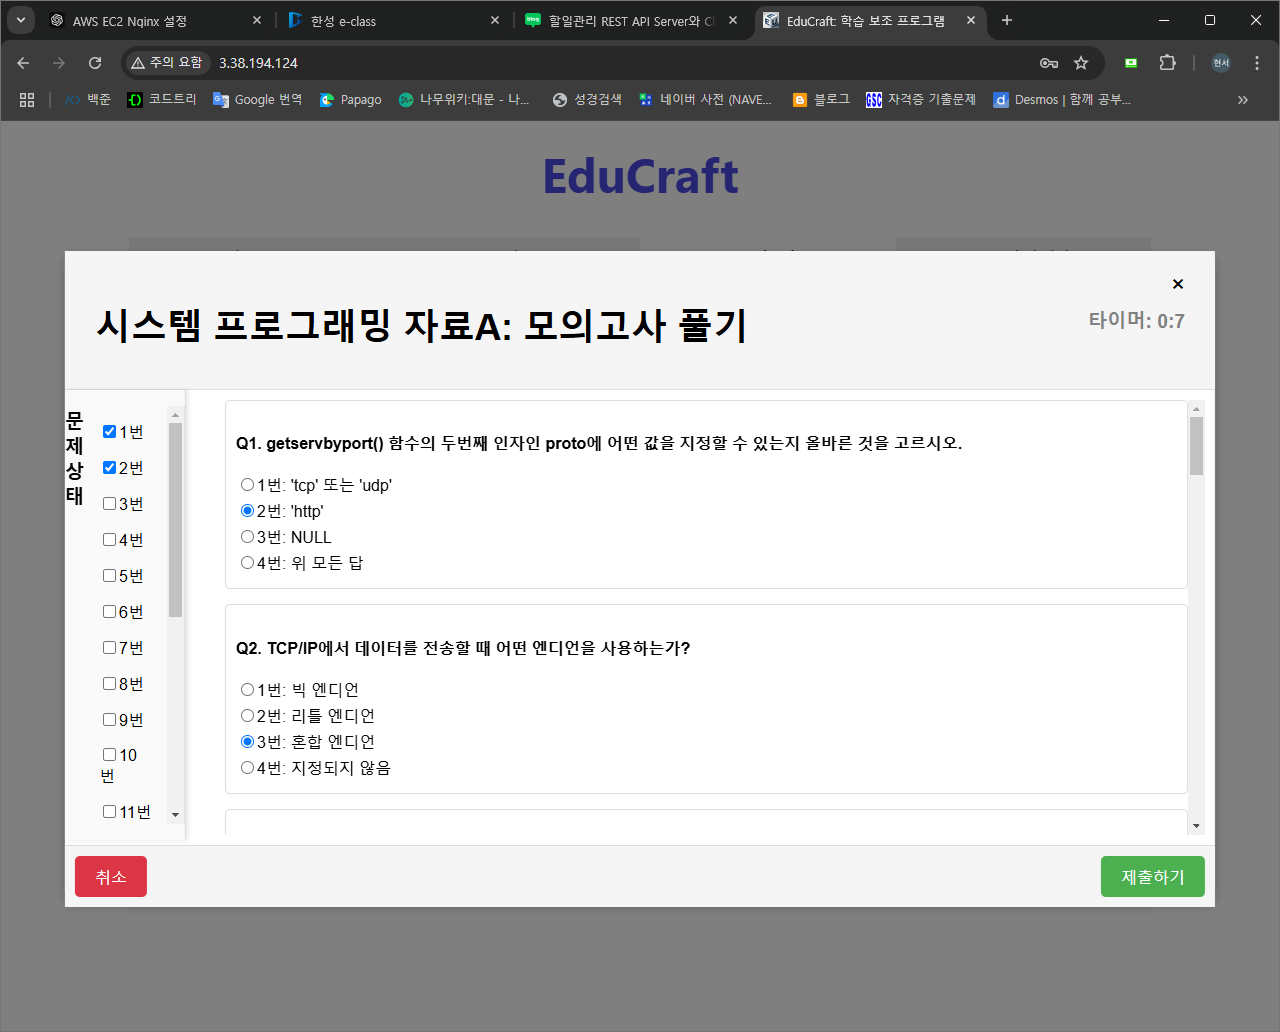 AWS EC2 Nginx 설정
한성 e-class
할일관리 REST API Server와 Cl
EduCraft: 학습 보조 프로그램
주의 요함
3.38.194.124
현서
백준
코드트리
Google 번역
Papago
나무위키:대문 - 나...
성경검색
네이버 사전 (NAVE...
블로그
자격증 기출문제
Desmos | 함께 공부...
EduCraft
시스템 프로그래밍 자료A: 모의고사 풀기
타이머: 0:7
문
제
상
태
1번
2번
3번
4번
5번
6번
7번
8번
9번
10
번
11번
Q1. getservbyport() 함수의 두번째 인자인 proto에 어떤 값을 지정할 수 있는지 올바른 것을 고르시오.
1번: 'tcp' 또는 'udp'
2번: 'http'
3번: NULL
4번: 위 모든 답
Q2. TCP/IP에서 데이터를 전송할 때 어떤 엔디언을 사용하는가?
1번: 빅 엔디언
2번: 리틀 엔디언
3번: 혼합 엔디언
4번: 지정되지 않음
취소
제출하기